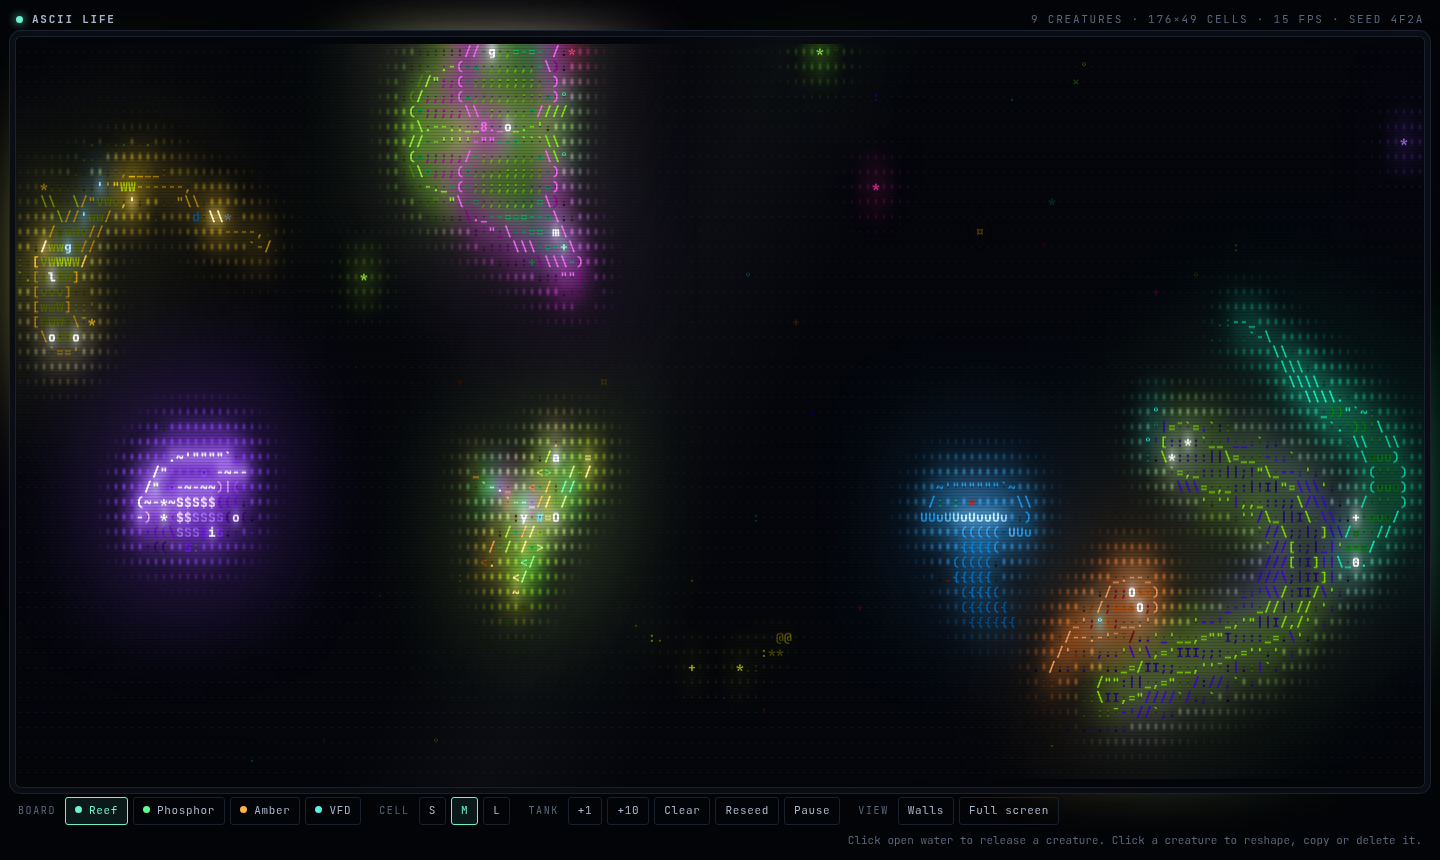 ASCII LIFE
9 CREATURES · 176×49 CELLS · 15 FPS · SEED 4F2A
BOARD Reef Phosphor Amber VFD CELL S M L TANK +1 +10 Clear Reseed Pause VIEW Walls Full screen
Click open water to release a creature. Click a creature to reshape, copy or delete it.